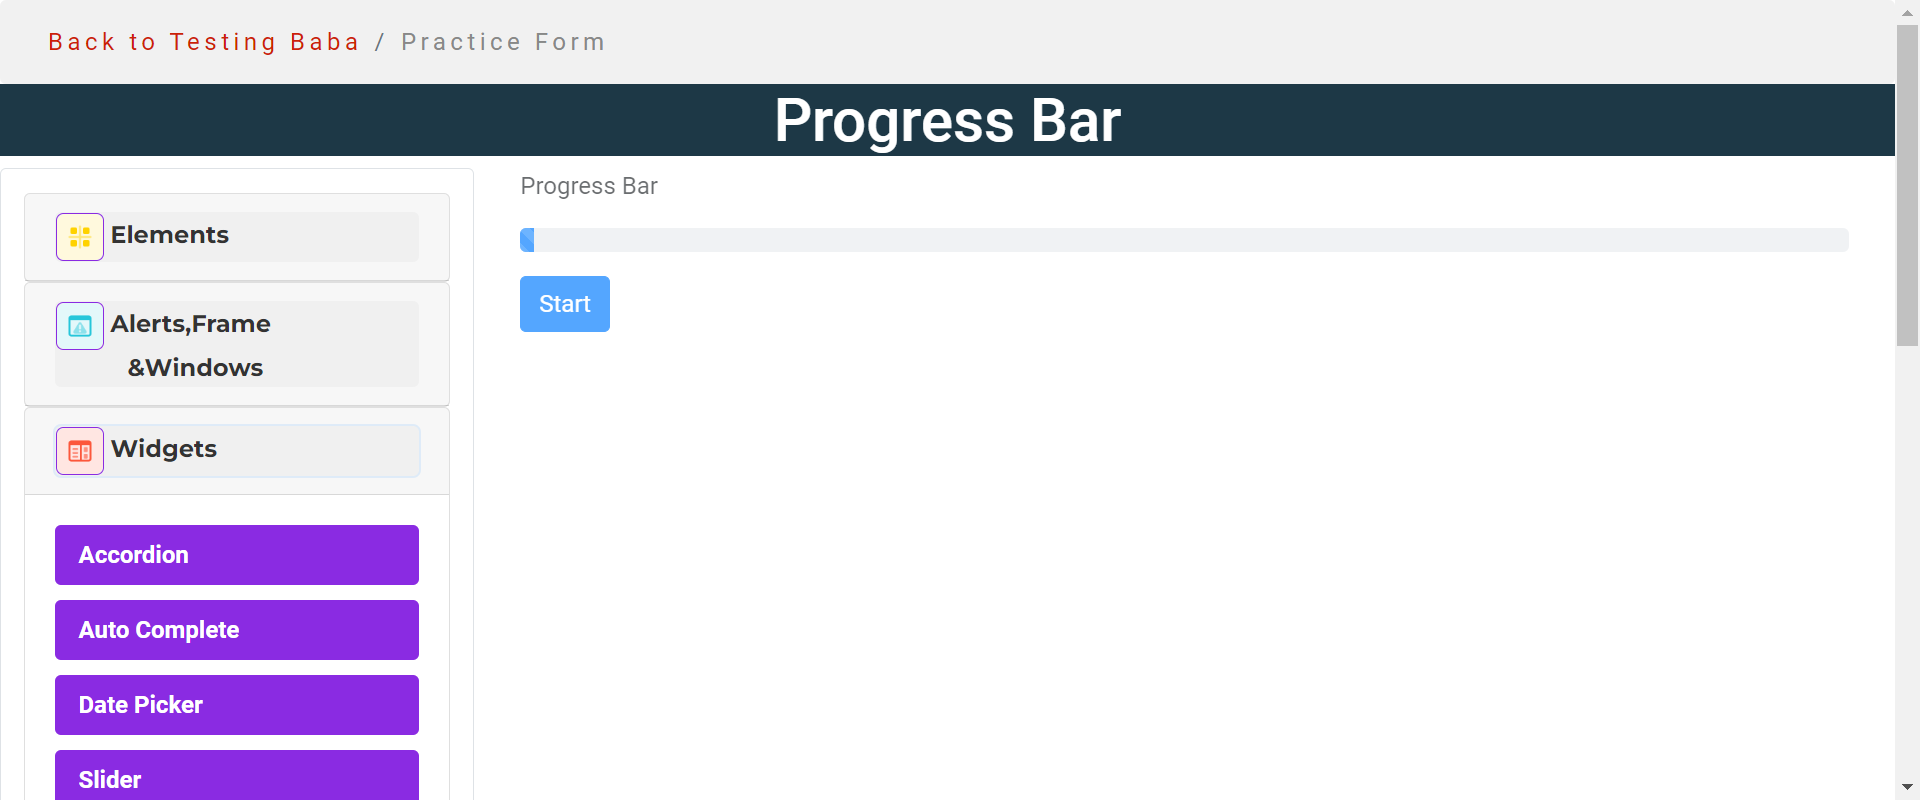 Back to Testing Baba / Practice Form
Progress Bar
Elements
Alerts,Frame
&Windows
Widgets
Accordion
Auto Complete
Date Picker
Slider
Progress Bar
Start